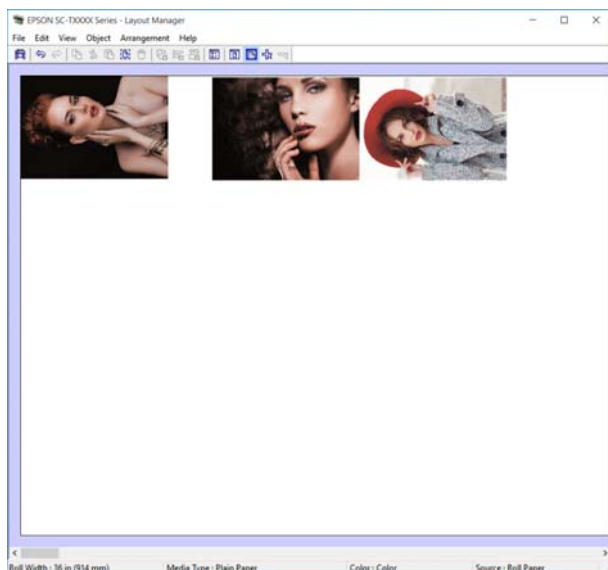 EPSON SC-TXXXX Series - Layout Manager
File Edit View Object Arrangement Help
Roll Width : 36 in (914 mm) Media Type : Plain Paper Color : Color Source : Roll Paper